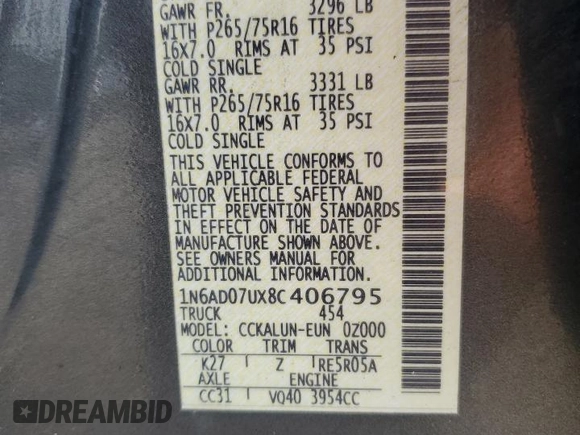 GAWR FR. 3296 LB
WITH P265/75R16 TIRES
16X7.0 RIMS AT 35 PSI
COLD SINGLE
GAWR RR. 3331 LB
WITH P265/75R16 TIRES
16X7.0 RIMS AT 35 PSI
COLD SINGLE
THIS VEHICLE CONFORMS TO
ALL APPLICABLE FEDERAL
MOTOR VEHICLE SAFETY AND
THEFT PREVENTION STANDARDS
IN EFFECT ON THE DATE OF
MANUFACTURE SHOWN ABOVE.
SEE OWNERS MANUAL FOR
ADDITIONAL INFORMATION.
1N6AD07UX8C406795
TRUCK 454
MODEL: CCKALUN-EUN 0Z000
COLOR TRIM TRANS
K27 Z RE5R05A
AXLE ENGINE
CC31 VQ40 3954CC
DREAMBID